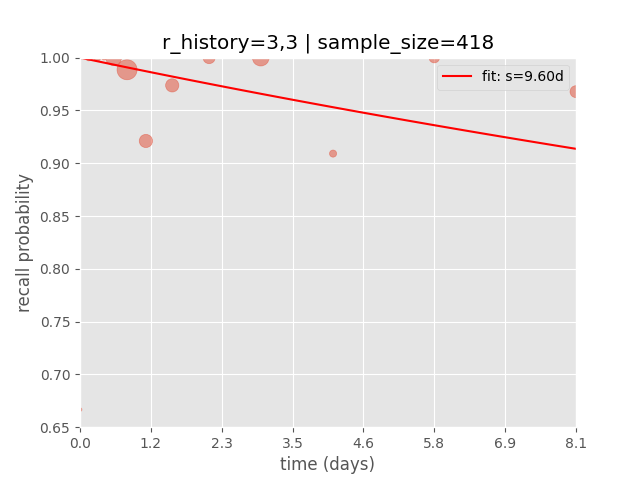 r_history=3,3 | sample_size=418
fit: s=9.60d
1.00
0.95
0.90
0.85
0.80
0.75
0.70
0.65
recall probability
0.0 1.2 2.3 3.5 4.6 5.8 6.9 8.1
time (days)